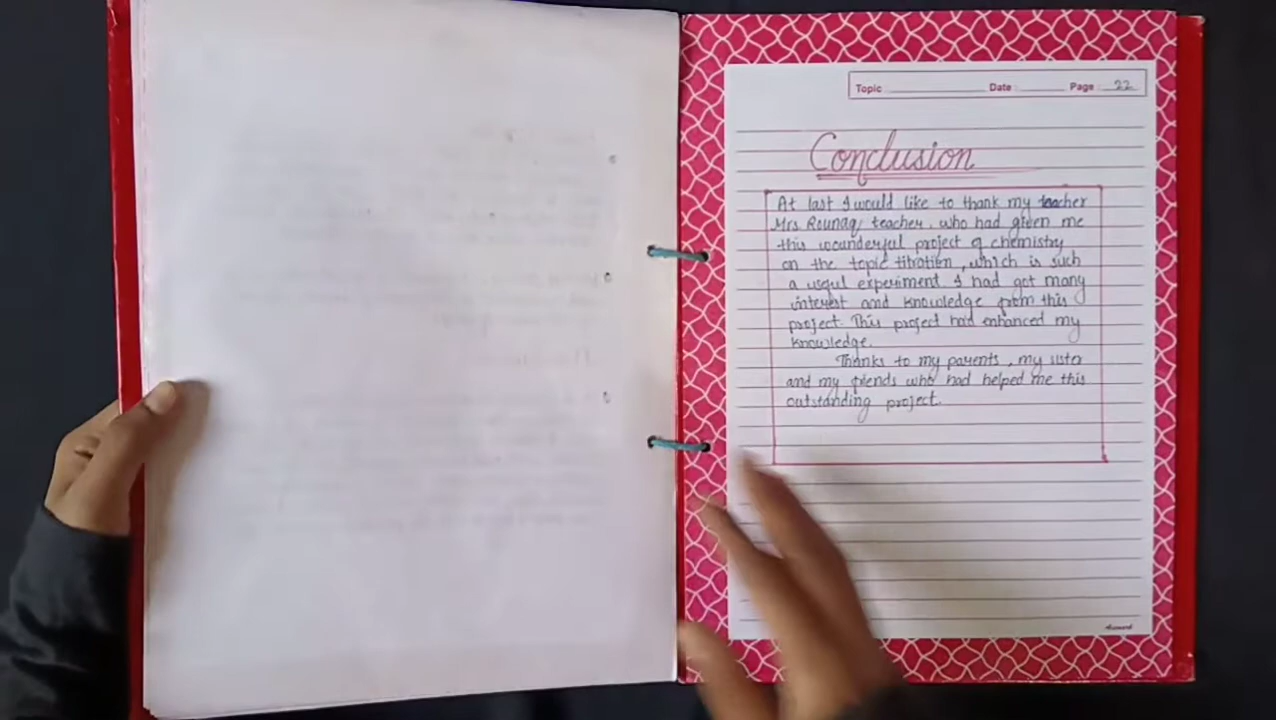 Topic Date : Page : 22
Conclusion
At last I would like to thank my teacher
Mrs. Rounaq teacher, who had given me
this wounderful project of chemistry
on the topic titration, which is such
a usful experiment I had got many
interest and knowledge from this
project. This project had enhanced my
knowledge.
Thanks to my parents, my sister
and my friends who had helped me this
outstanding project.